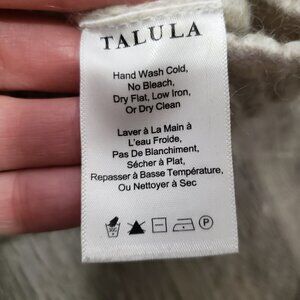 TALULA
Hand Wash Cold,
No Bleach,
Dry Flat, Low Iron,
Or Dry Clean
Laver à La Main à
L'eau Froide,
Pas De Blanchiment,
Sécher à Plat,
Repasser à Basse Température,
Ou Nettoyer à Sec
P